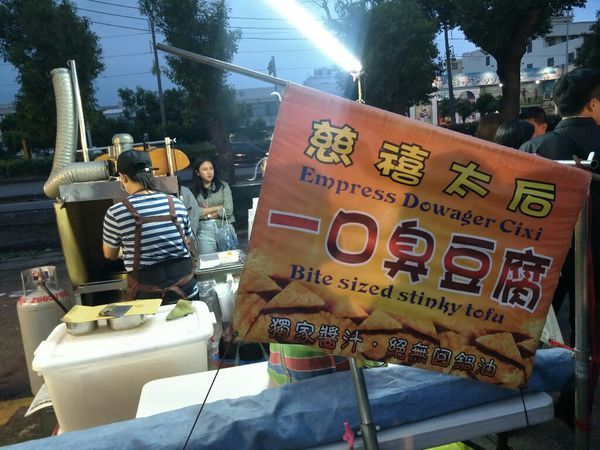 慈禧太后
Empress Dowager Cixi
一口臭豆腐
Bite sized stinky tofu
獨家醬汁・絕無回鍋油